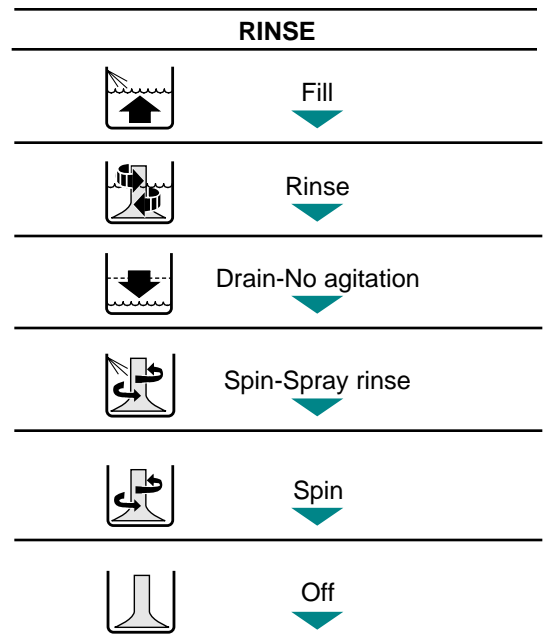 RINSE
Fill
Rinse
Drain-No agitation
Spin-Spray rinse
Spin
Off